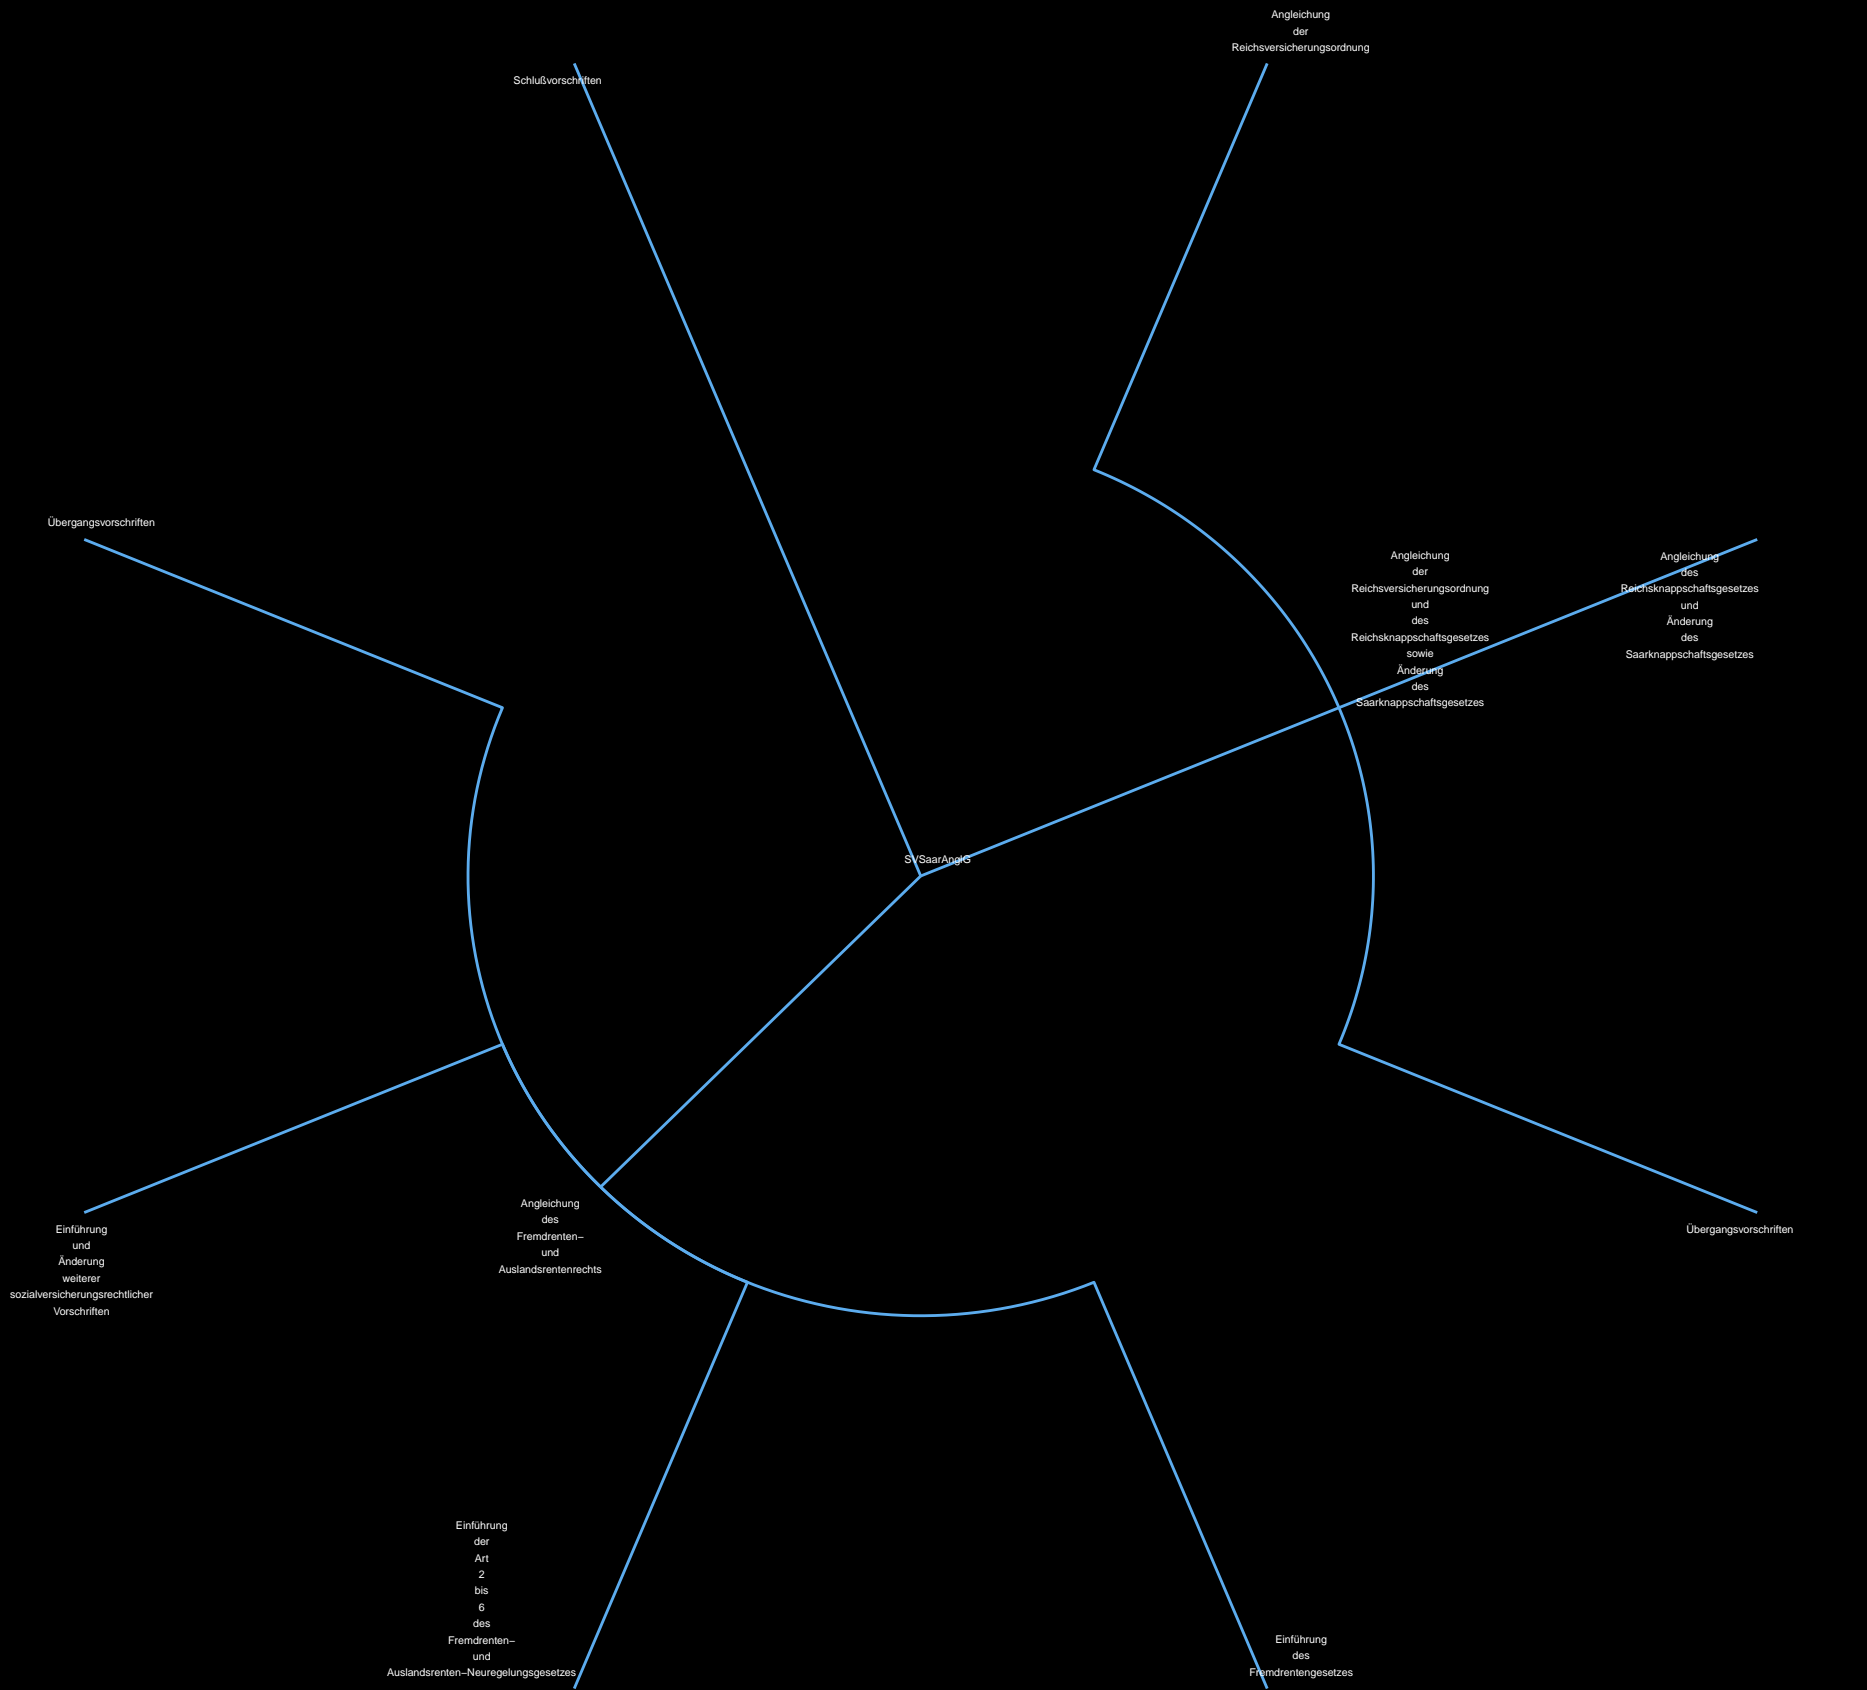 Angleichung
der
Reichsversicherungsordnung
Schlußvorschriften
Übergangsvorschriften
Angleichung
der
Reichsversicherungsordnung
und
des
Reichsknappschaftsgesetzes
sowie
Änderung
des
Saarknappschaftsgesetzes
Angleichung
des
Reichsknappschaftsgesetzes
und
Änderung
des
Saarknappschaftsgesetzes
SVSaarAnglG
Angleichung
des
Fremdrenten–
und
Auslandsrentenrechts
Einführung
und
Änderung
weiterer
sozialversicherungsrechtlicher
Vorschriften
Übergangsvorschriften
Einführung
der
Art
2
bis
6
des
Fremdrenten–
und
Auslandsrenten–Neuregelungsgesetzes
Einführung
des
Fremdrentengesetzes